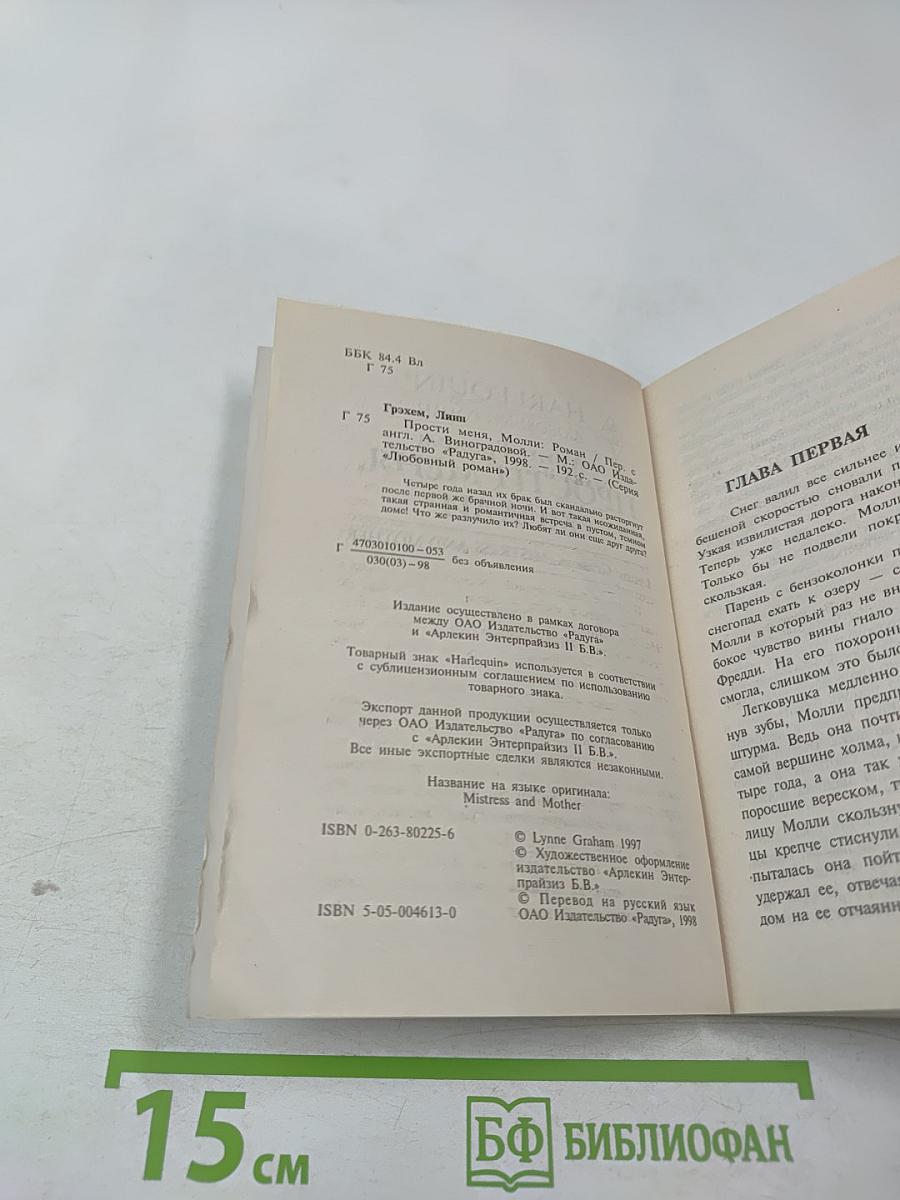 ББК 84.4 Вл
Г 75
Грэхем, Линн
Г 75
Прости меня, Молли: Роман / Пер. с
англ. А. Виноградовой. — М.: ОАО Изда-
тельство «Радуга», 1998. — 192 с. — (Серия
«Любовный роман»)
Четыре года назад их брак был скандально расторгнут
после первой же брачной ночи. И вот такая неожиданная,
такая странная и романтичная встреча в пустом, темном
доме! Что же разлучило их? Любят ли они еще друг друга?
Г 4703010100–053
030(03)–98
без объявления
Издание осуществлено в рамках договора
между ОАО Издательство «Радуга»
и «Арлекин Энтерпрайзиз II Б.В.».
Товарный знак «Harlequin» используется в соответствии
с сублицензионным соглашением по использованию
товарного знака.
Экспорт данной продукции осуществляется только
через ОАО Издательство «Радуга» по согласованию
с «Арлекин Энтерпрайзиз II Б.В.».
Все иные экспортные сделки являются незаконными.
Название на языке оригинала:
Mistress and Mother
ISBN 0-263-80225-6
© Lynne Graham 1997
© Художественное оформление
издательство «Арлекин Энтер-
прайзиз Б.В.»
ISBN 5-05-004613-0
© Перевод на русский язык
ОАО Издательство «Радуга», 1998
ГЛАВА ПЕРВАЯ
Снег валил все сильнее и
бешеной скоростью сновали п
Узкая извилистая дорога након
Теперь уже недалеко. Молл
Только бы не подвели покр
скользкая.
Парень с бензоколонки п
снегопад ехать к озеру — с
Молли в который раз не вн
бокое чувство вины гнало
Фредди. На его похорон
смогла, слишком это было
Легковушка медленно
нув зубы, Молли предпр
штурма. Ведь она почти
самой вершине холма,
тыре года, а она так
поросшие вереском, т
лицу Молли скользну
цы крепче стиснули
пыталась она пойт
удержал ее, отвеча
дом на ее отчаянн
15 см
БФ БИБЛИОФАН